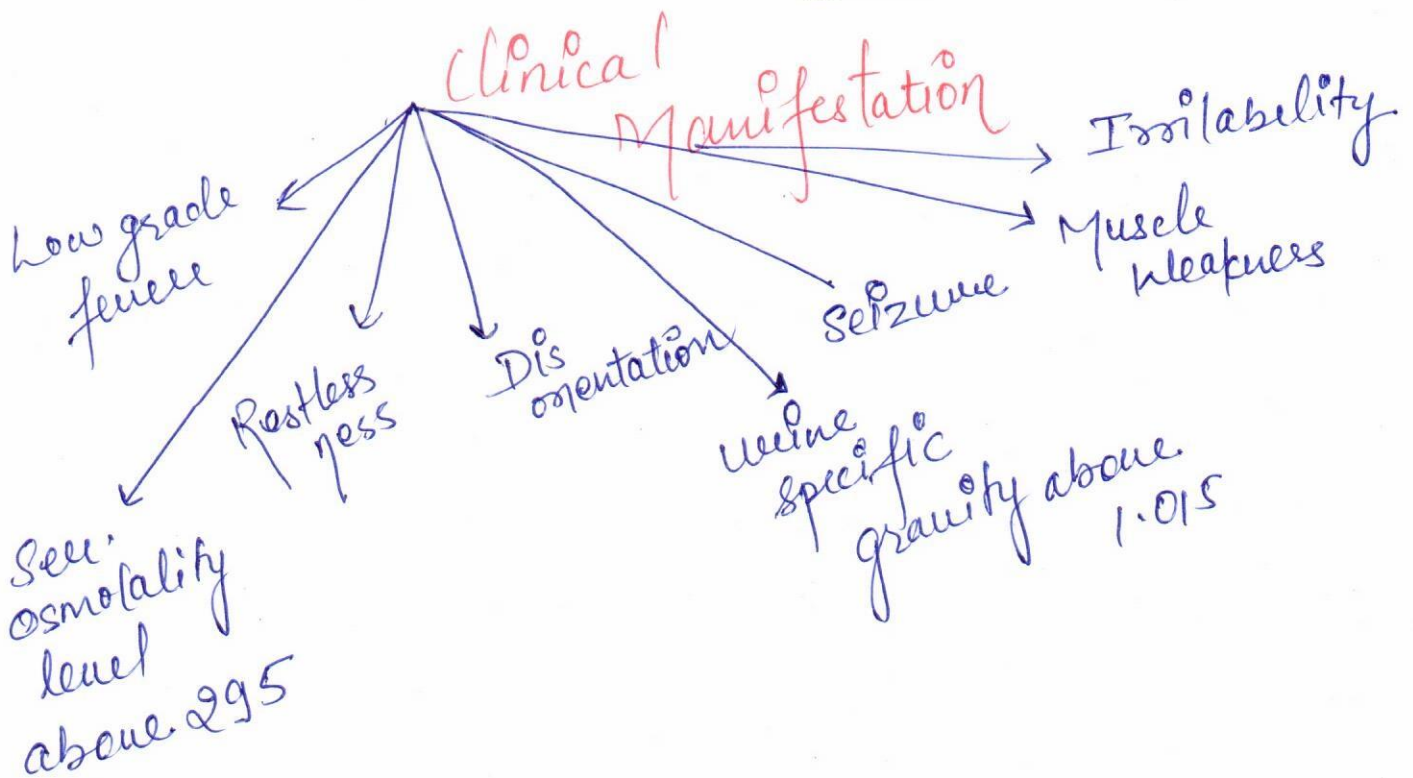 Clinical
Manifestation
Low grade
fever
Ser.
osmolality
level
above 295
Restless
ness
Dis
orientation
urine
specific
gravity above
1.015
Seizure
Muscle
weakness
Irrilabelity